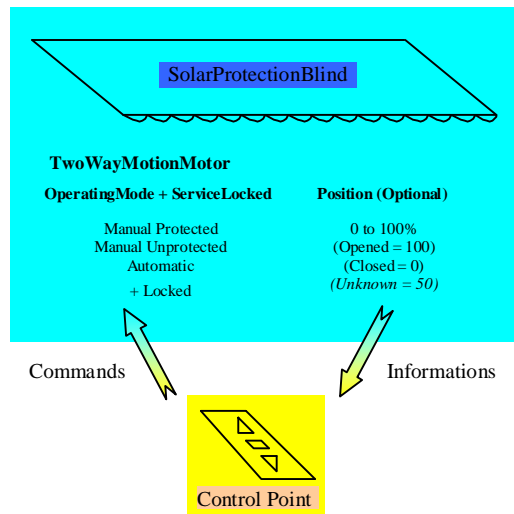 SolarProtectionBlind
TwoWayMotionMotor
OperatingMode + ServiceLocked
Manual Protected
Manual Unprotected
Automatic
+ Locked
Position (Optional)
0 to 100%
(Opened = 100)
(Closed = 0)
(Unknown = 50)
Commands
Informations
Control Point